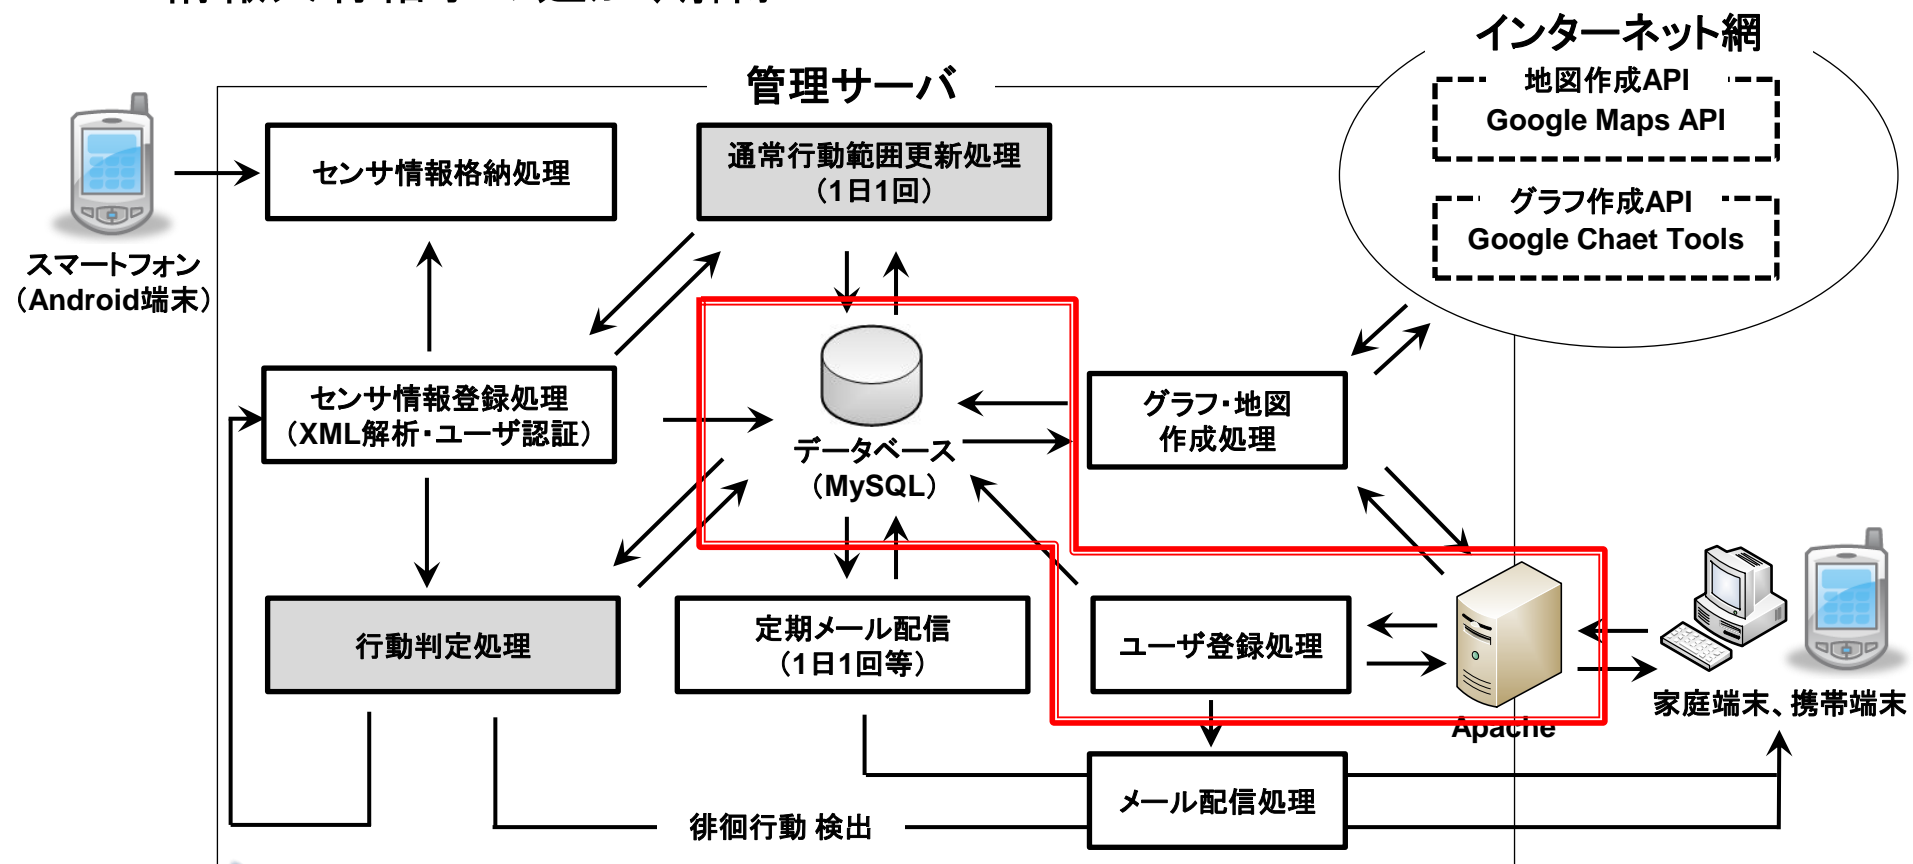 インターネット網
管理サーバ
地図作成API
Google Maps API
センサ情報格納処理
通常行動範囲更新処理
（1日1回）
グラフ作成API
Google Chaet Tools
スマートフォン
（Android端末）
センサ情報登録処理
（XML解析・ユーザ認証）
グラフ・地図
作成処理
データベース
（MySQL）
行動判定処理
定期メール配信
（1日1回等）
ユーザ登録処理
家庭端末、携帯端末
Apache
メール配信処理
徘徊行動 検出